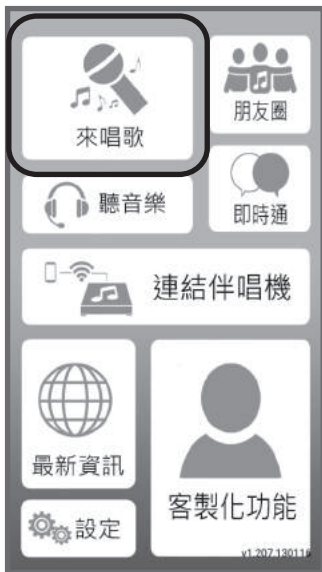 來唱歌
朋友圈
聽音樂
即時通
連結伴唱機
最新資訊
客製化功能
設定
v1.207.130116